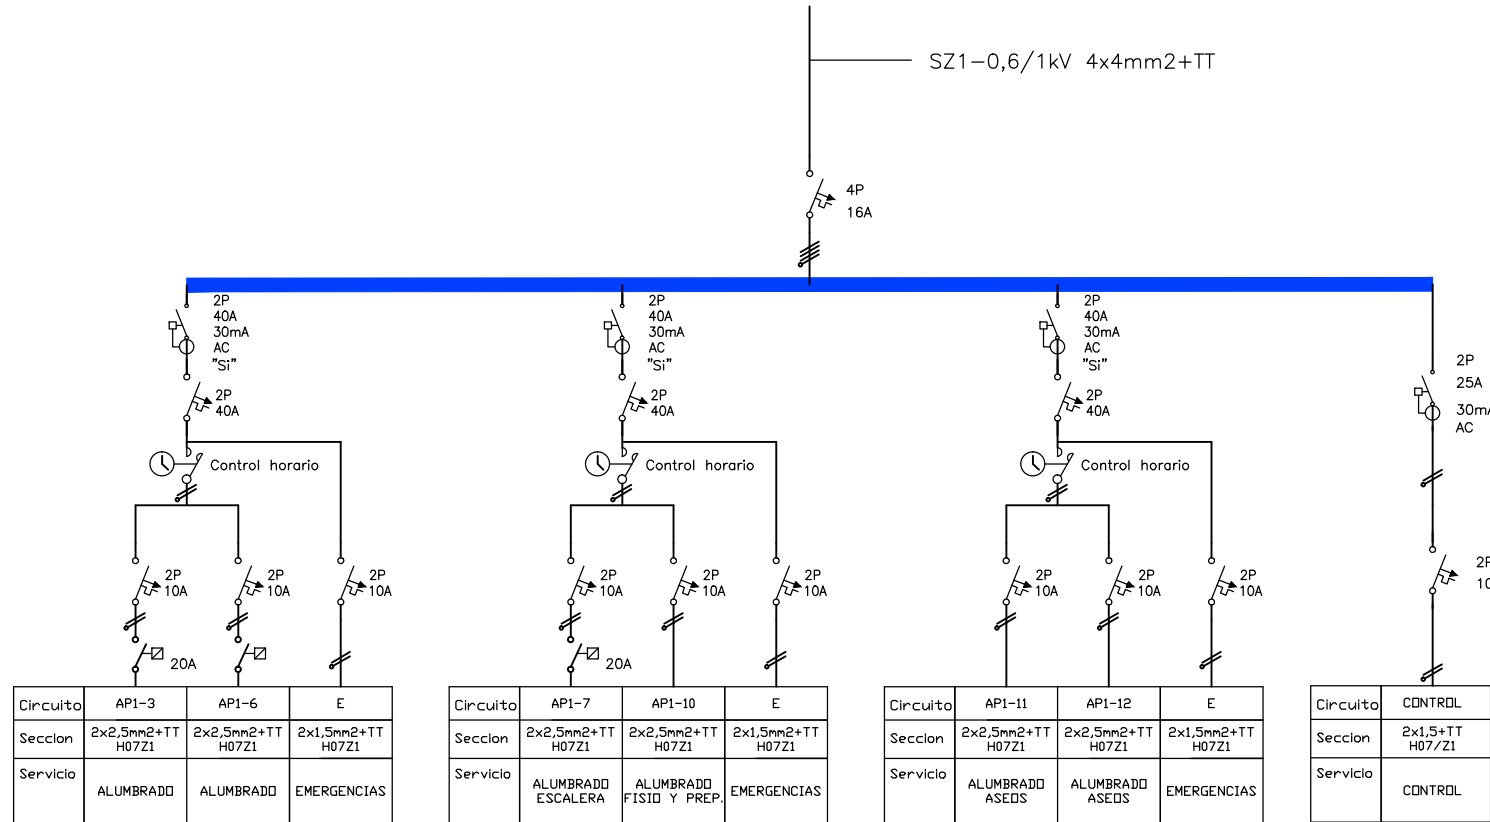 SZ1-0,6/1kV 4x4mm2+TT
4P
16A
2P
40A
30mA
AC
"Si"
2P
40A
Control horario
2P
10A
2P
10A
2P
10A
20A
2P
40A
30mA
AC
"Si"
2P
40A
Control horario
2P
10A
2P
10A
2P
10A
20A
2P
40A
30mA
AC
"Si"
2P
40A
Control horario
2P
10A
2P
10A
2P
10A
2P
25A
30mA
AC
2P
10
Circuito AP1-3 AP1-6 E
Seccion 2x2,5mm2+TT 2x2,5mm2+TT 2x1,5mm2+TT
H07Z1 H07Z1 H07Z1
Servicio
ALUMBRADO ALUMBRADO EMERGENCIAS
Circuito AP1-7 AP1-10 E
Seccion 2x2,5mm2+TT 2x2,5mm2+TT 2x1,5mm2+TT
H07Z1 H07Z1 H07Z1
Servicio
ALUMBRADO ESCALERA ALUMBRADO FISIO Y PREP. EMERGENCIAS
Circuito AP1-11 AP1-12 E
Seccion 2x2,5mm2+TT 2x2,5mm2+TT 2x1,5mm2+TT
H07Z1 H07Z1 H07Z1
Servicio
ALUMBRADO ASEOS ALUMBRADO ASEOS EMERGENCIAS
Circuito CONTROL
Seccion 2x1,5+TT
H07/Z1
Servicio
CONTROL